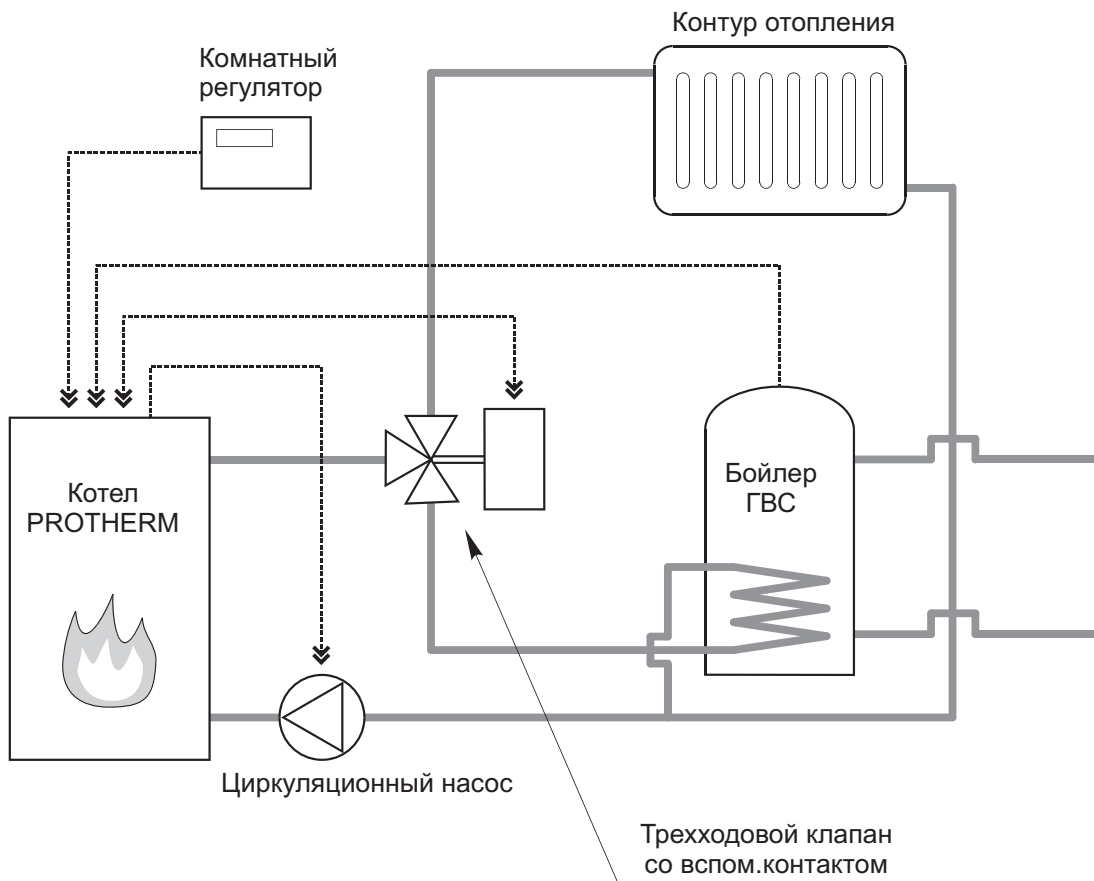 Контур отопления
Комнатный
регулятор
Котел
PROTHERM
Бойлер
ГВС
Циркуляционный насос
Трехходовой клапан
со вспом.контактом